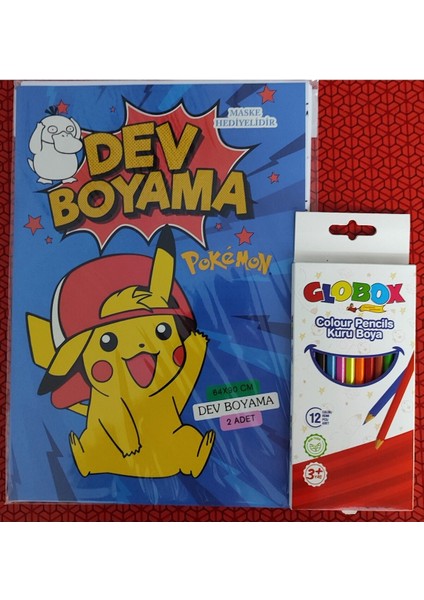 MASKE
HEDİYELİDİR
DEV
BOYAMA
POKéMON
64X90 CM
DEV BOYAMA
2 ADET
GLOBOX
Colour Pencils
Kuru Boya
12
3+